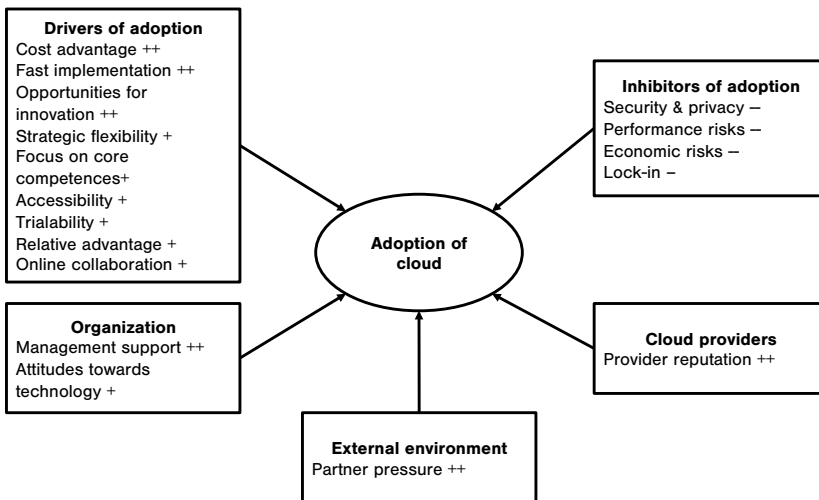 Drivers of adoption
Cost advantage ++
Fast implementation ++
Opportunities for
innovation ++
Strategic flexibility +
Focus on core
competences+
Accessibility +
Trialability +
Relative advantage +
Online collaboration +
Inhibitors of adoption
Security & privacy –
Performance risks –
Economic risks –
Lock-in –
Adoption of
cloud
Organization
Management support ++
Attitudes towards
technology +
Cloud providers
Provider reputation ++
External environment
Partner pressure ++